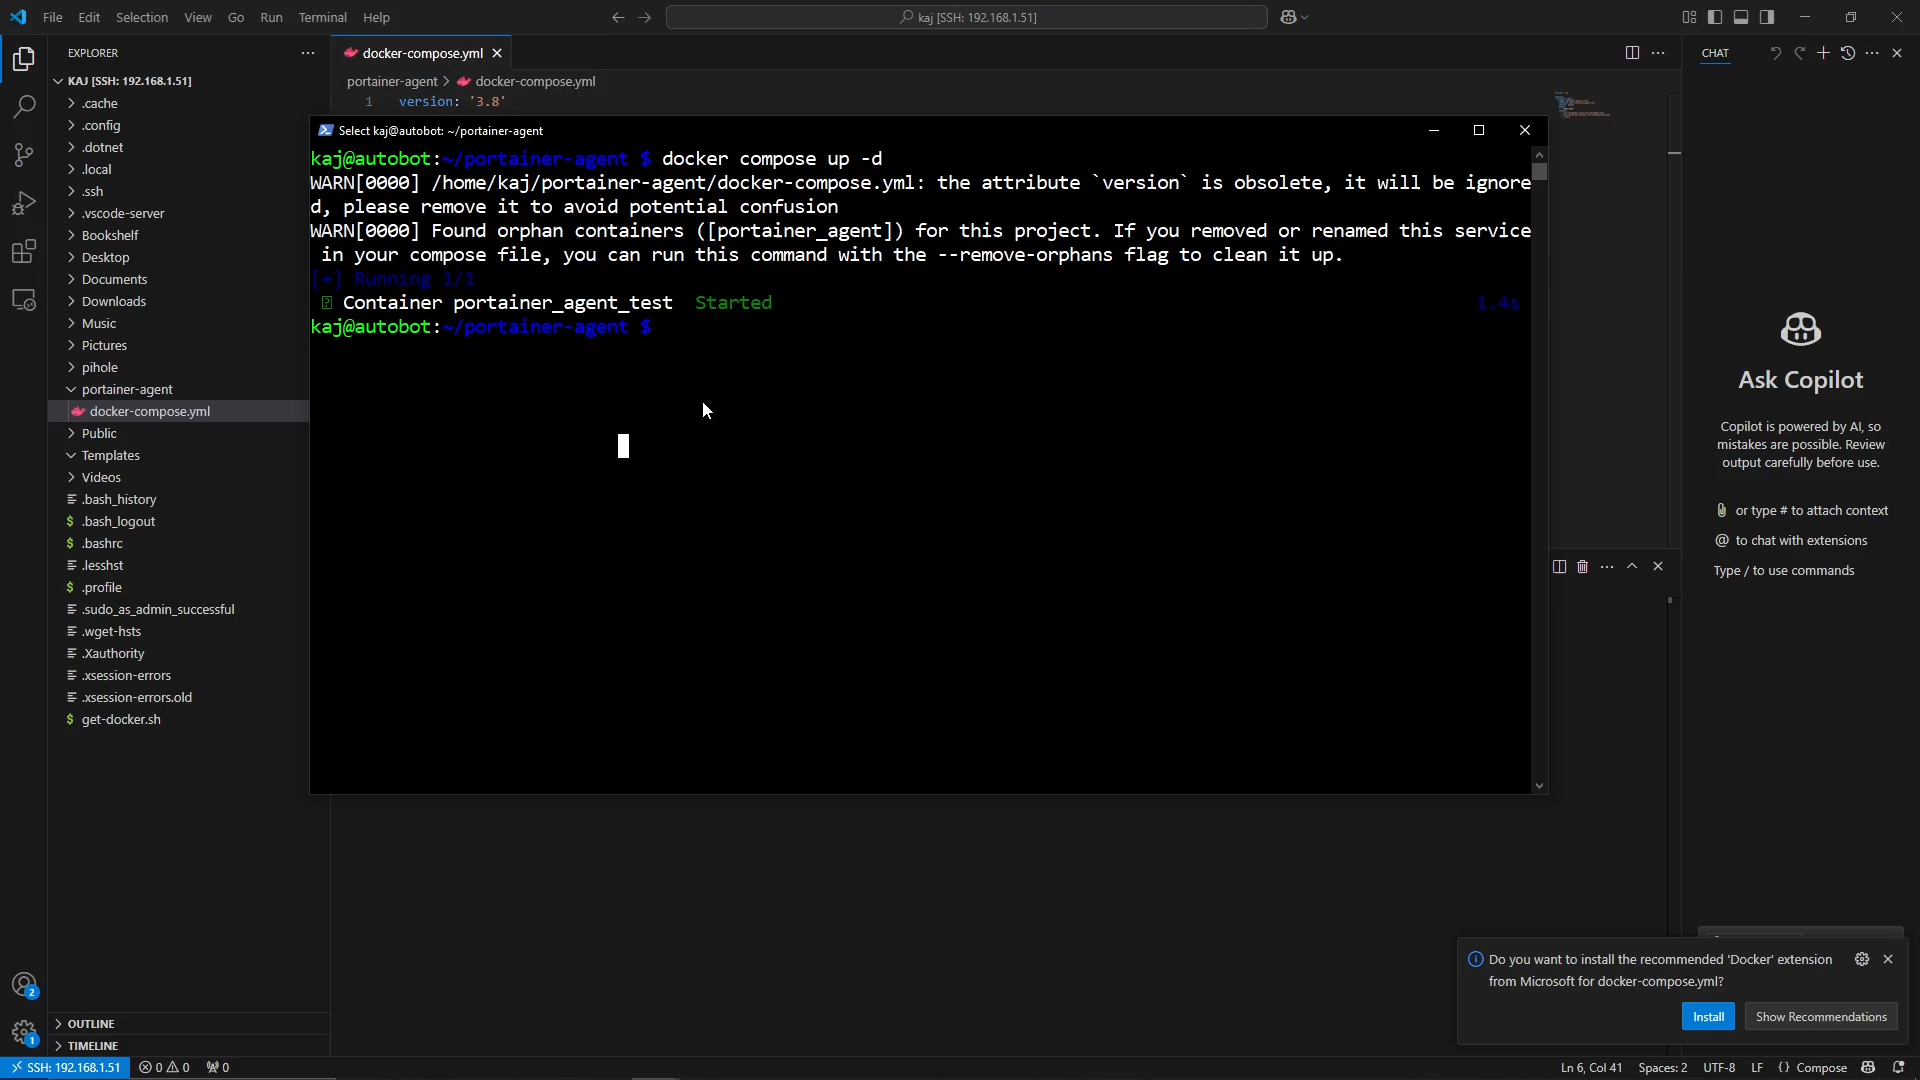 File Edit Selection View Go Run Terminal Help
kaj [SSH: 192.168.1.51]
EXPLORER
KAJ [SSH: 192.168.1.51]
.cache
.config
.dotnet
.local
.ssh
.vscode-server
Bookshelf
Desktop
Documents
Downloads
Music
Pictures
pihole
portainer-agent
docker-compose.yml
Public
Templates
Videos
.bash_history
.bash_logout
.bashrc
.lesshst
.profile
.sudo_as_admin_successful
.wget-hsts
.Xauthority
.xsession-errors
.xsession-errors.old
get-docker.sh
OUTLINE
TIMELINE
docker-compose.yml
portainer-agent > docker-compose.yml
1 version: '3.8'
Select kaj@autobot: ~/portainer-agent
kaj@autobot:~/portainer-agent $ docker compose up -d
WARN[0000] /home/kaj/portainer-agent/docker-compose.yml: the attribute `version` is obsolete, it will be ignore
d, please remove it to avoid potential confusion
WARN[0000] Found orphan containers ([portainer_agent]) for this project. If you removed or renamed this service
in your compose file, you can run this command with the --remove-orphans flag to clean it up.
[+] Running 1/1
Container portainer_agent_test Started 1.4s
kaj@autobot:~/portainer-agent $
CHAT
Ask Copilot
Copilot is powered by AI, so
mistakes are possible. Review
output carefully before use.
or type # to attach context
@ to chat with extensions
Type / to use commands
Do you want to install the recommended 'Docker' extension
from Microsoft for docker-compose.yml?
Install
Show Recommendations
2
1
SSH: 192.168.1.51
0 0
0
Ln 6, Col 41
Spaces: 2
UTF-8
LF
{ } Compose